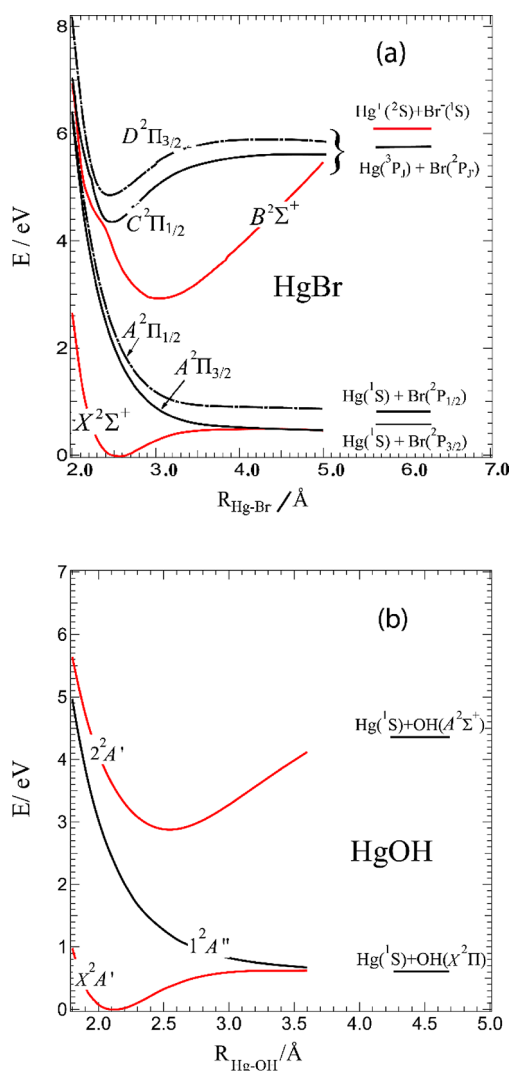 (a)
8
6
4
2
0
E / eV
D²Π₃/₂
C²Π₁/₂
B²Σ⁺
A²Π₁/₂
A²Π₃/₂
X²Σ⁺
HgBr
}
Hg⁺(²S)+Br⁻(¹S)
Hg(³P_J) + Br(²P_J')
Hg(¹S) + Br(²P₁/₂)
Hg(¹S) + Br(²P₃/₂)
2.0 3.0 4.0 5.0 6.0 7.0
R_Hg-Br / Å
(b)
7
6
5
4
3
2
1
0
E/ eV
2²A'
1²A"
X²A'
HgOH
Hg(¹S)+OH(A²Σ⁺)
Hg(¹S)+OH(X²Π)
2.0 2.5 3.0 3.5 4.0 4.5 5.0
R_Hg-OH/Å